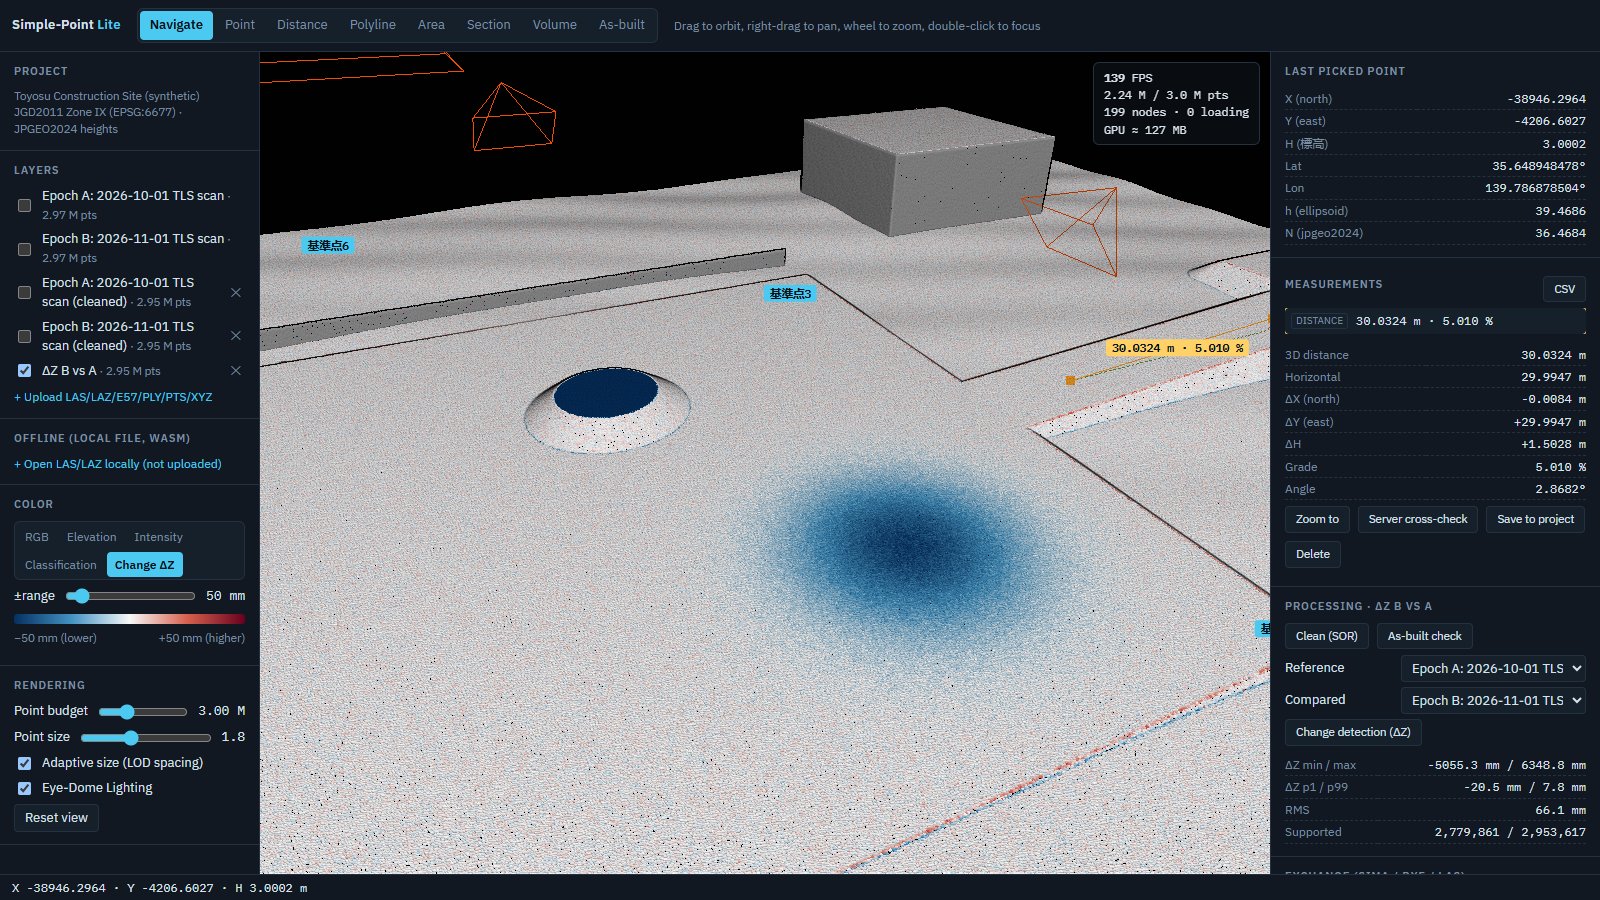 Simple-Point Lite
Navigate Point Distance Polyline Area Section Volume As-built
Drag to orbit, right-drag to pan, wheel to zoom, double-click to focus
PROJECT
Toyosu Construction Site (synthetic)
JGD2011 Zone IX (EPSG:6677) ·
JPGEO2024 heights
LAYERS
Epoch A: 2026-10-01 TLS scan ·
2.97 M pts
Epoch B: 2026-11-01 TLS scan ·
2.97 M pts
Epoch A: 2026-10-01 TLS
scan (cleaned) · 2.95 M pts
Epoch B: 2026-11-01 TLS
scan (cleaned) · 2.95 M pts
ΔZ B vs A · 2.95 M pts
+ Upload LAS/LAZ/E57/PLY/PTS/XYZ
OFFLINE (LOCAL FILE, WASM)
+ Open LAS/LAZ locally (not uploaded)
COLOR
RGB Elevation Intensity
Classification Change ΔZ
±range 50 mm
−50 mm (lower) +50 mm (higher)
RENDERING
Point budget 3.00 M
Point size 1.8
Adaptive size (LOD spacing)
Eye-Dome Lighting
Reset view
139 FPS
2.24 M / 3.0 M pts
199 nodes · 0 loading
GPU ≈ 127 MB
基準点6
基準点3
30.0324 m · 5.010 %
LAST PICKED POINT
X (north) -38946.2964
Y (east) -4206.6027
H (標高) 3.0002
Lat 35.648948478°
Lon 139.786878504°
h (ellipsoid) 39.4686
N (jpgeo2024) 36.4684
MEASUREMENTS CSV
DISTANCE 30.0324 m · 5.010 %
3D distance 30.0324 m
Horizontal 29.9947 m
ΔX (north) -0.0084 m
ΔY (east) +29.9947 m
ΔH +1.5028 m
Grade 5.010 %
Angle 2.8682°
Zoom to Server cross-check Save to project
Delete
PROCESSING · ΔZ B VS A
Clean (SOR) As-built check
Reference Epoch A: 2026-10-01 TLS
Compared Epoch B: 2026-11-01 TLS
Change detection (ΔZ)
ΔZ min / max -5055.3 mm / 6348.8 mm
ΔZ p1 / p99 -20.5 mm / 7.8 mm
RMS 66.1 mm
Supported 2,779,861 / 2,953,617
X -38946.2964 · Y -4206.6027 · H 3.0002 m